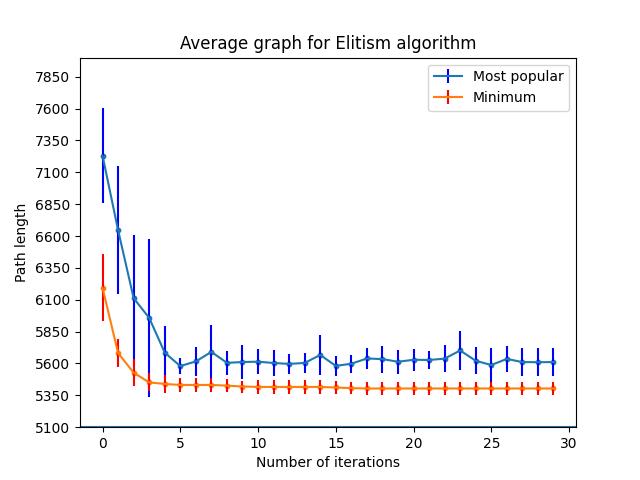 Average graph for Elitism algorithm
Most popular
Minimum
Path length
7850
7600
7350
7100
6850
6600
6350
6100
5850
5600
5350
5100
0 5 10 15 20 25 30
Number of iterations